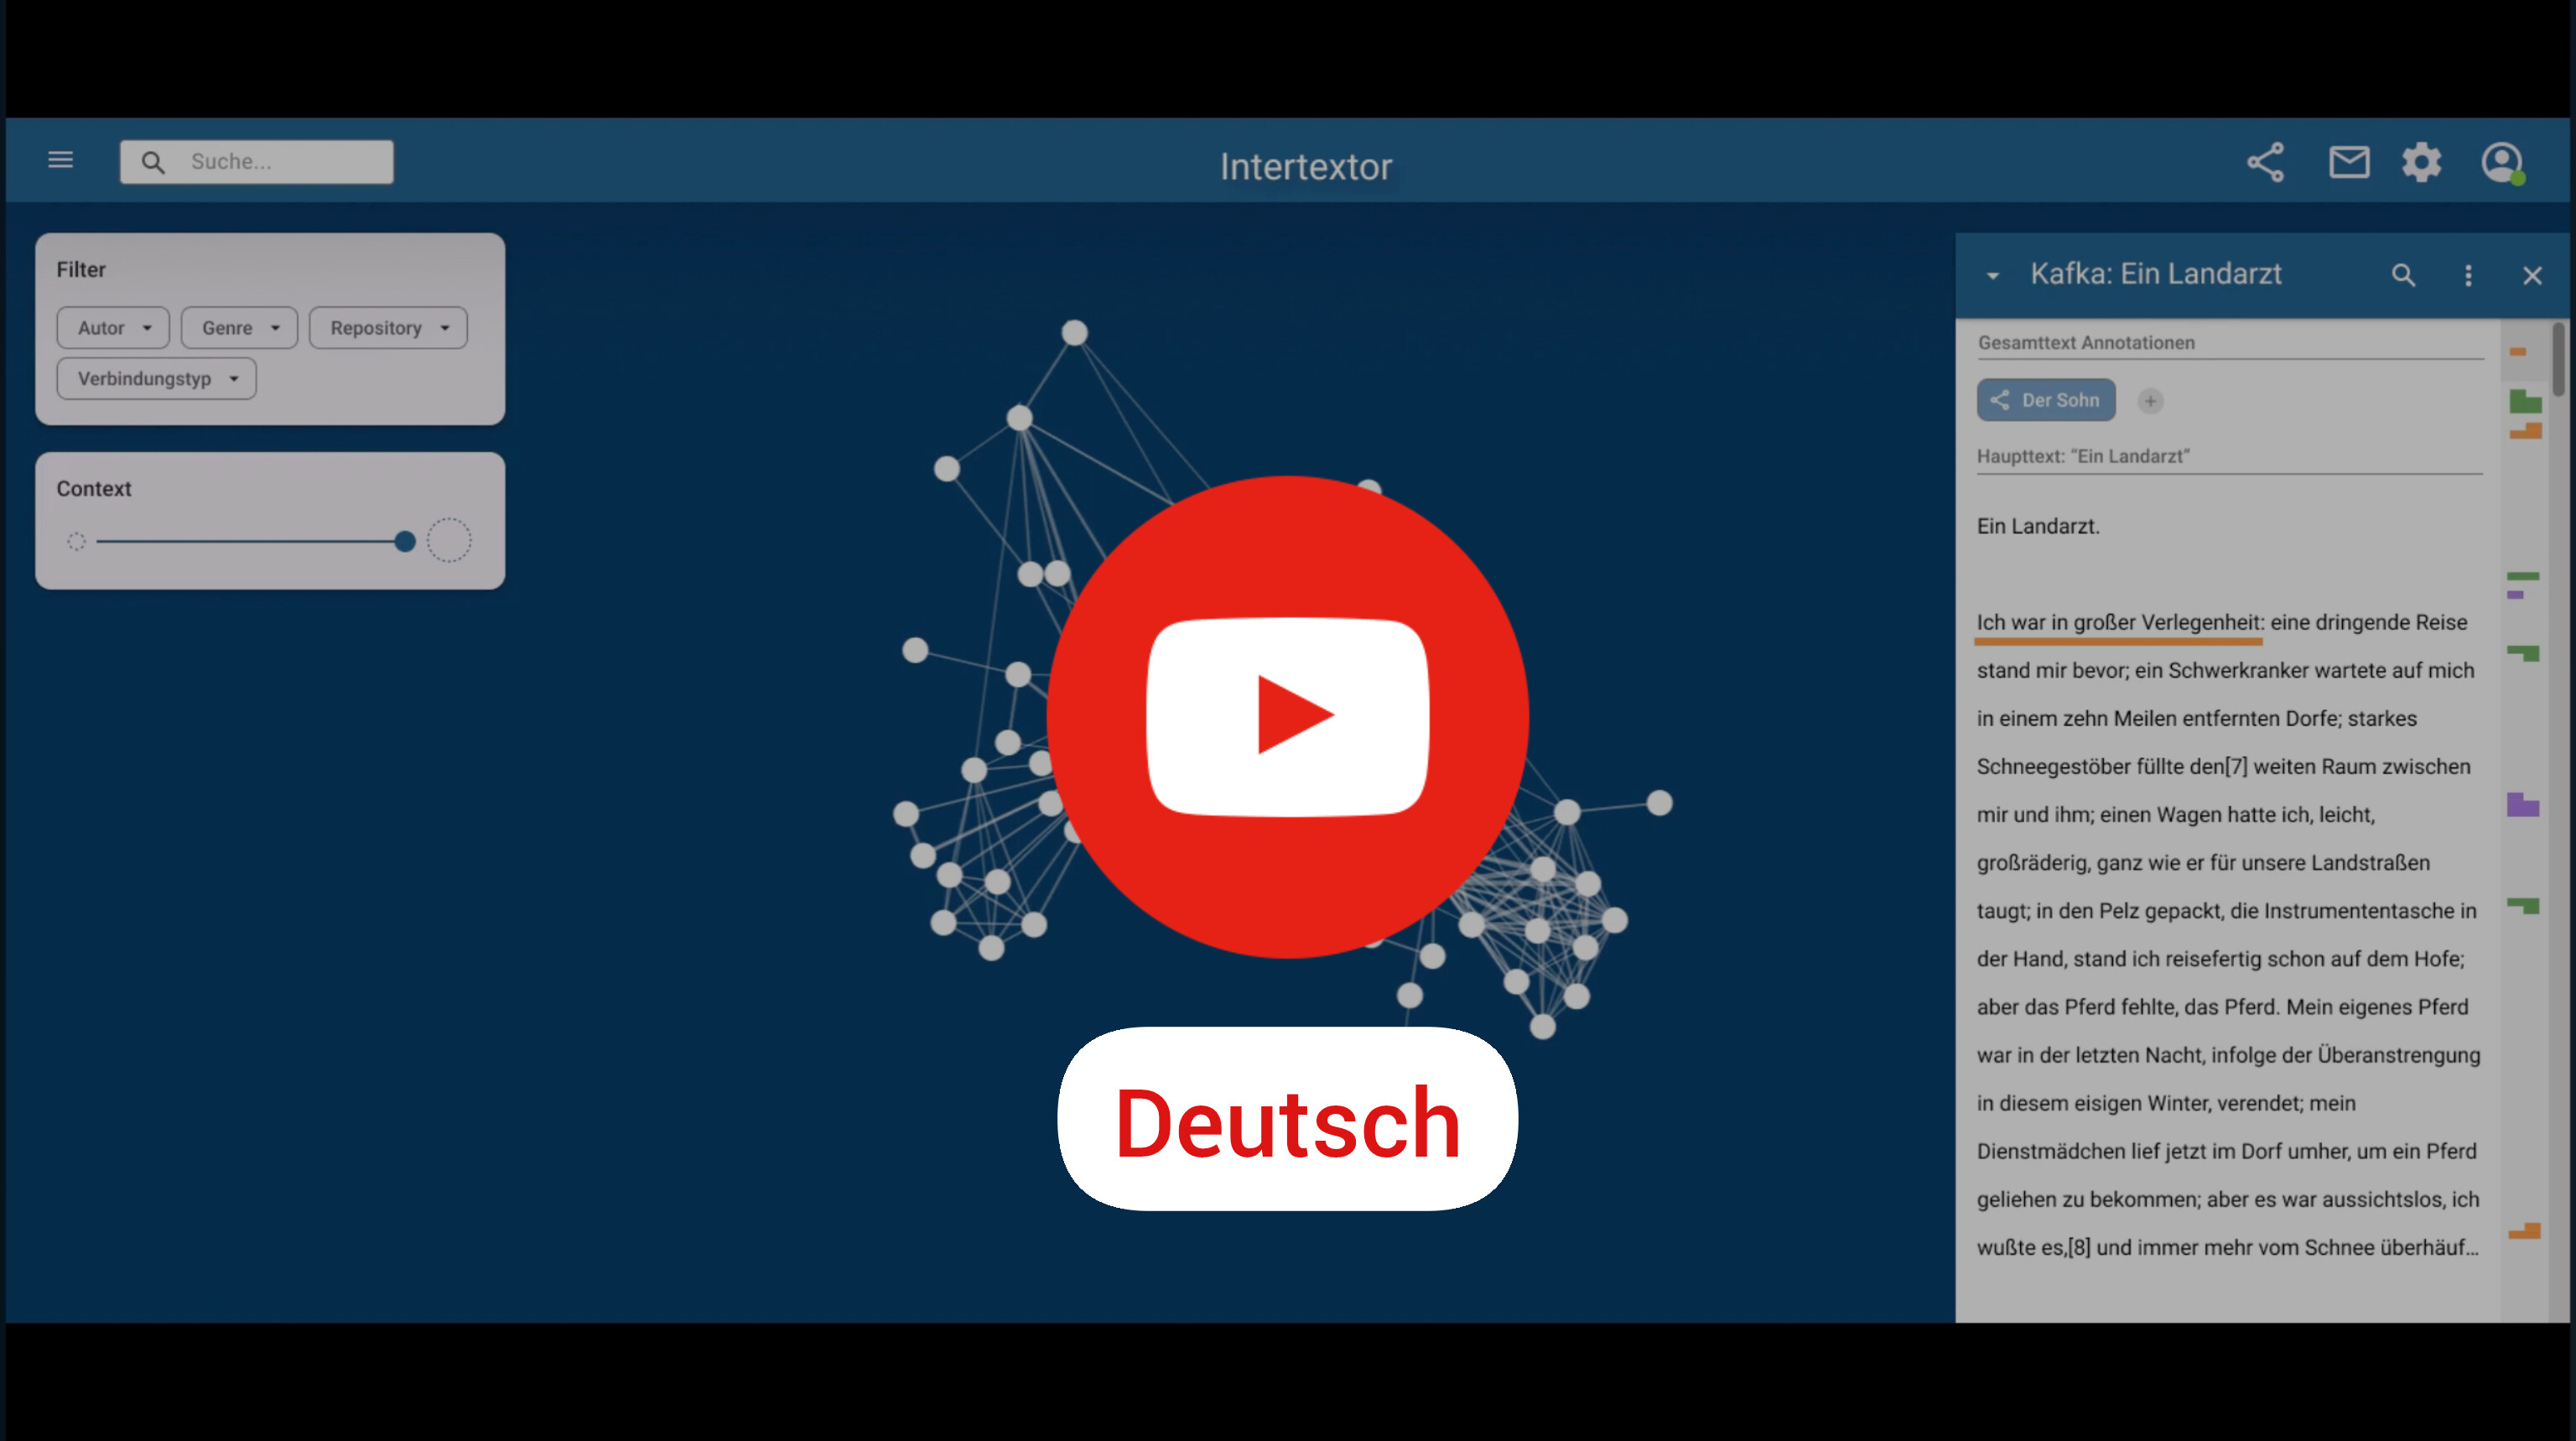 Suche...
Intertextor
Filter
Autor
Genre
Repository
Verbindungstyp
Context
Deutsch
Kafka: Ein Landarzt
Gesamttext Annotationen
Der Sohn
Haupttext: “Ein Landarzt”
Ein Landarzt.
Ich war in großer Verlegenheit: eine dringende Reise
stand mir bevor; ein Schwerkranker wartete auf mich
in einem zehn Meilen entfernten Dorfe; starkes
Schneegestöber füllte den[7] weiten Raum zwischen
mir und ihm; einen Wagen hatte ich, leicht,
großräderig, ganz wie er für unsere Landstraßen
taugt; in den Pelz gepackt, die Instrumententasche in
der Hand, stand ich reisefertig schon auf dem Hofe;
aber das Pferd fehlte, das Pferd. Mein eigenes Pferd
war in der letzten Nacht, infolge der Überanstrengung
in diesem eisigen Winter, verendet; mein
Dienstmädchen lief jetzt im Dorf umher, um ein Pferd
geliehen zu bekommen; aber es war aussichtslos, ich
wußte es,[8] und immer mehr vom Schnee überhäuf...